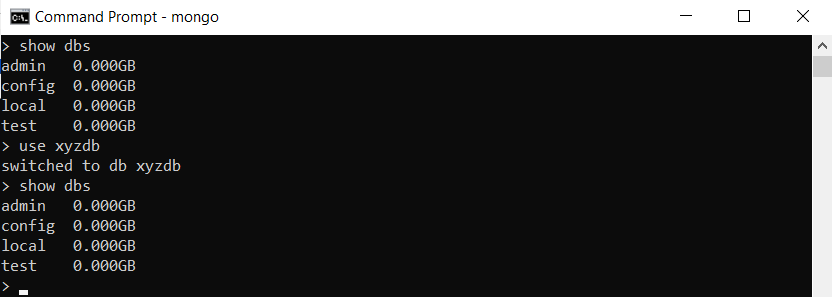 Command Prompt - mongo
> show dbs
admin   0.000GB
config  0.000GB
local   0.000GB
test    0.000GB
> use xyzdb
switched to db xyzdb
> show dbs
admin   0.000GB
config  0.000GB
local   0.000GB
test    0.000GB
>